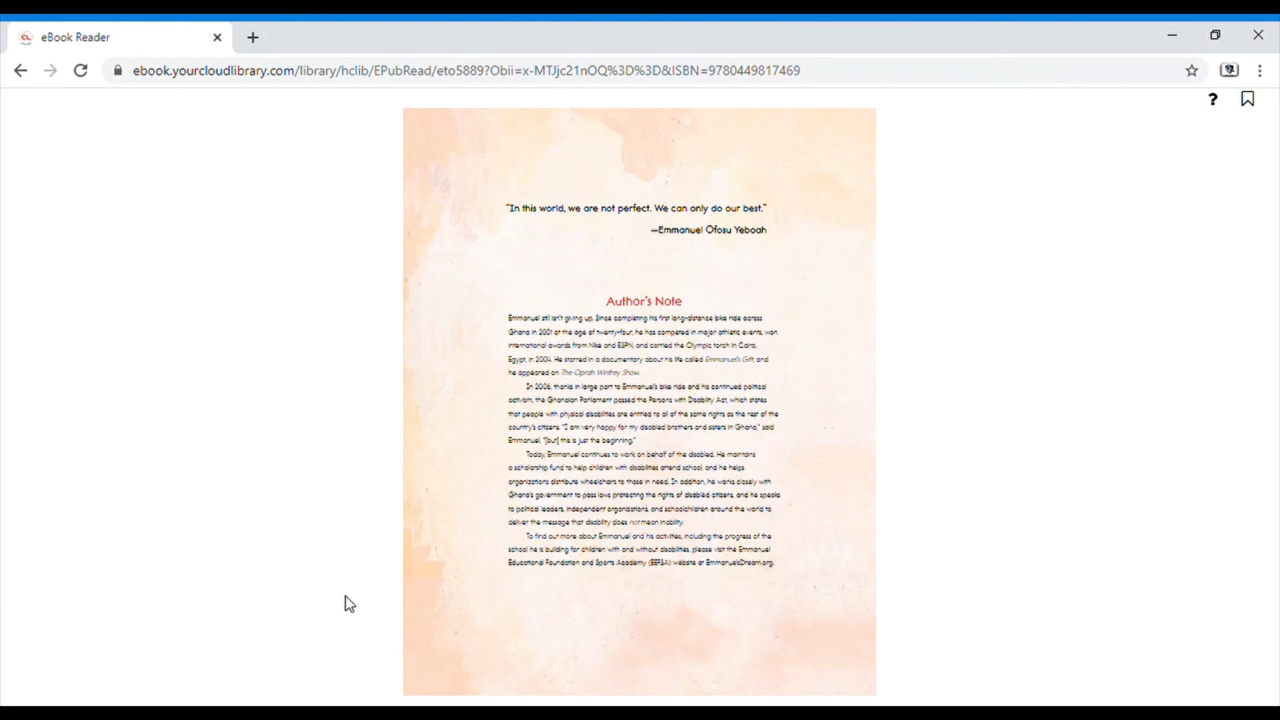 eBook Reader
ebook.yourcloudlibrary.com/library/hclib/EPubRead/eto5889?Obii=x-MTJjc21nOQ%3D%3D&ISBN=9780449817469
?
"In this world, we are not perfect. We can only do our best."
—Emmanuel Ofosu Yeboah
Author's Note
Emmanuel still isn't giving up. Since completing his first long-distance bike ride across
Ghana in 2001 at the age of twenty-four, he has competed in major athletic events, won
international awards from Nike and ESPN, and carried the Olympic torch in Cairo,
Egypt, in 2004. He starred in a documentary about his life called Emmanuel's Gift, and
he appeared on The Oprah Winfrey Show.
In 2006, thanks in large part to Emmanuel's bike ride and his continued political
activism, the Ghanaian Parliament passed the Persons with Disability Act, which states
that people with physical disabilities are entitled to all of the same rights as the rest of the
country's citizens. "I am very happy for my disabled brothers and sisters in Ghana," said
Emmanuel, "[but] this is just the beginning."
Today, Emmanuel continues to work on behalf of the disabled. He maintains
a scholarship fund to help children with disabilities attend school, and he helps
organizations distribute wheelchairs to those in need. In addition, he works closely with
Ghana's government to pass laws protecting the rights of disabled citizens, and he speaks
to political leaders, independent organizations, and schoolchildren around the world to
deliver the message that disability does not mean inability.
To find out more about Emmanuel and his activities, including the progress of the
school he is building for children with and without disabilities, please visit the Emmanuel
Educational Foundation and Sports Academy (EEFSA) website at EmmanuelsDream.org.